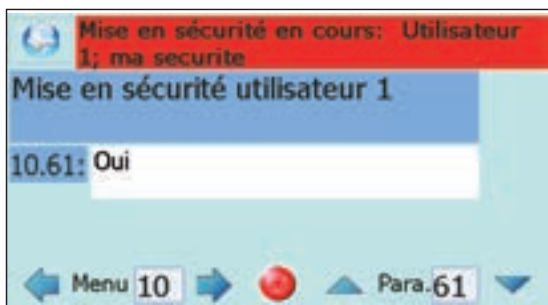 Mise en sécurité en cours: Utilisateur
1; ma securite
Mise en sécurité utilisateur 1
10.61: Oui
Menu 10 Para.61